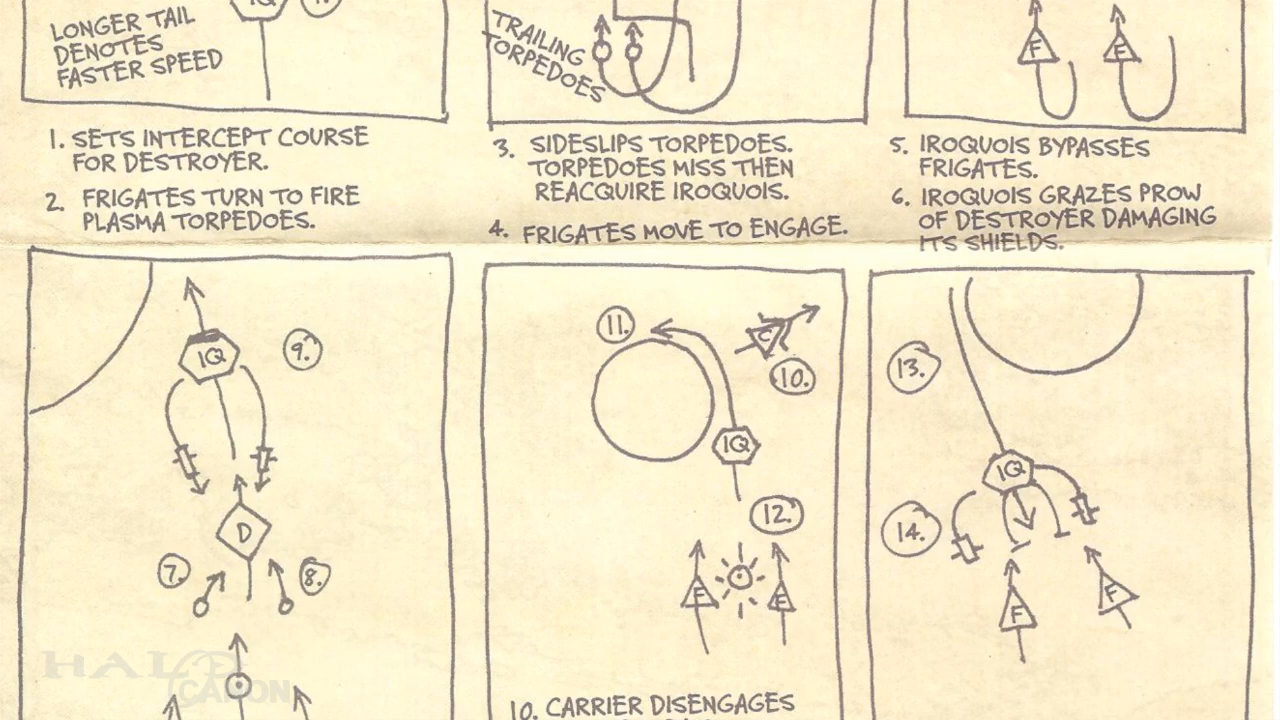 LONGER TAIL
DENOTES
FASTER SPEED
TRAILING
TORPEDOES
F
F
1. SETS INTERCEPT COURSE
FOR DESTROYER.
2. FRIGATES TURN TO FIRE
PLASMA TORPEDOES.
3. SIDESLIPS TORPEDOES.
TORPEDOES MISS THEN
REACQUIRE IROQUOIS.
4. FRIGATES MOVE TO ENGAGE.
5. IROQUOIS BYPASSES
FRIGATES.
6. IROQUOIS GRAZES PROW
OF DESTROYER DAMAGING
ITS SHIELDS.
IQ
9.
D
7.
8.
HALO
CANON
11.
C
10.
IQ
12.
F
F
10. CARRIER DISENGAGES
13.
IQ
14.
F
F